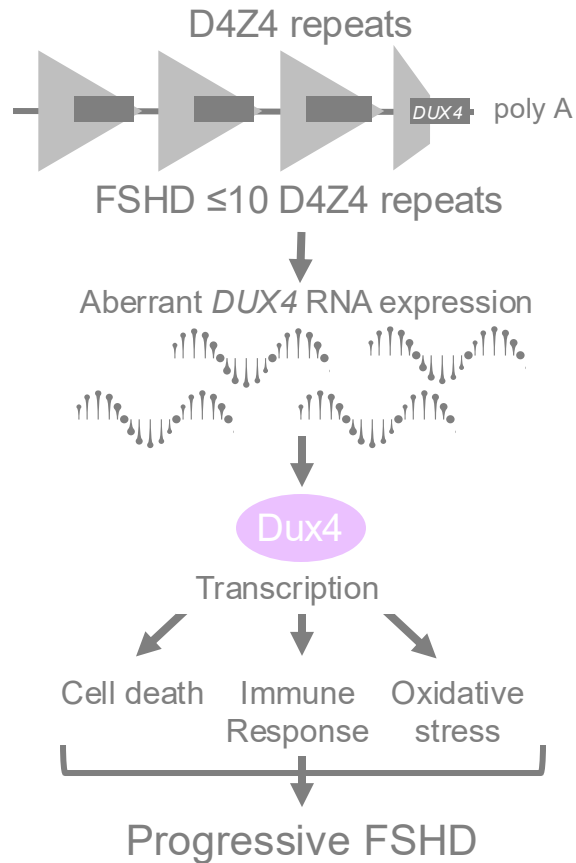 D4Z4 repeats
DUX4 poly A
FSHD ≤10 D4Z4 repeats
Aberrant DUX4 RNA expression
Dux4
Transcription
Cell death
Immune
Response
Oxidative
stress
Progressive FSHD